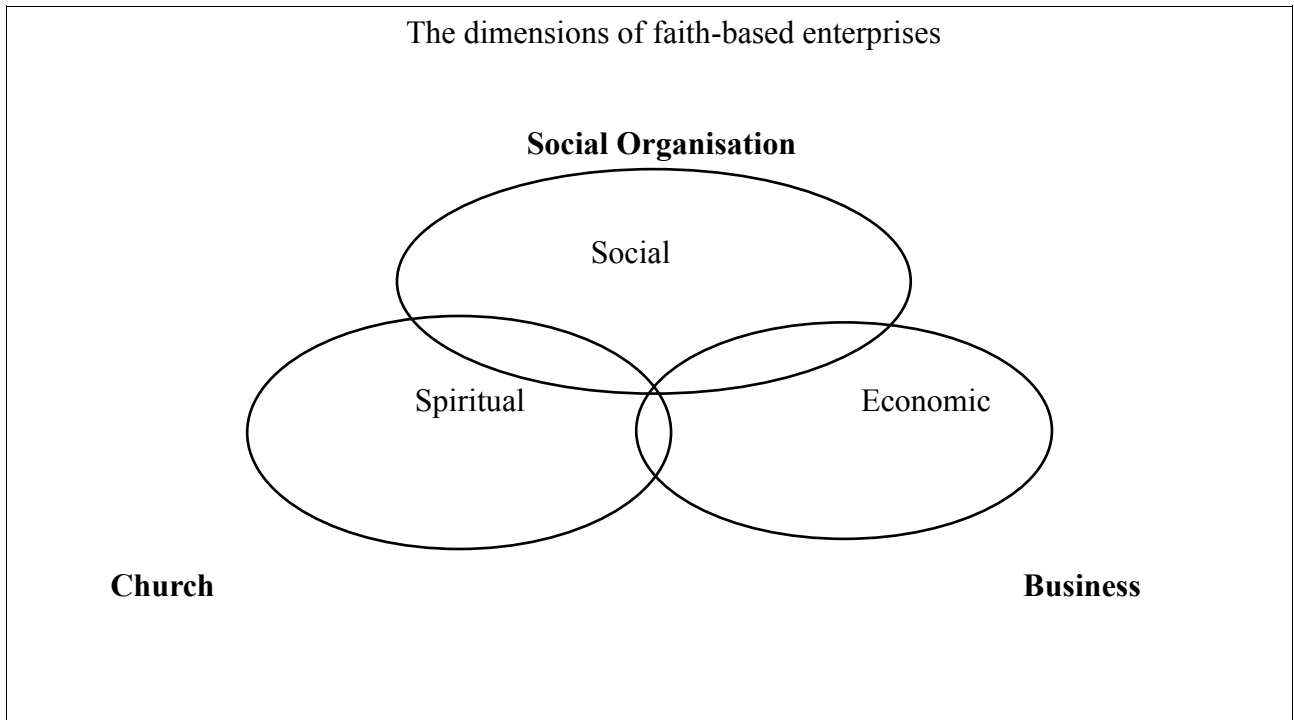 The dimensions of faith-based enterprises
Social Organisation
Social
Spiritual
Economic
Church
Business